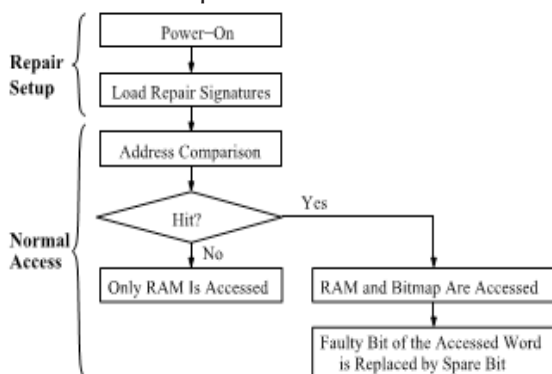 Power-On
Repair
Setup
Load Repair Signatures
Address Comparison
Hit?
Yes
No
Normal
Access
Only RAM Is Accessed
RAM and Bitmap Are Accessed
Faulty Bit of the Accessed Word
is Replaced by Spare Bit